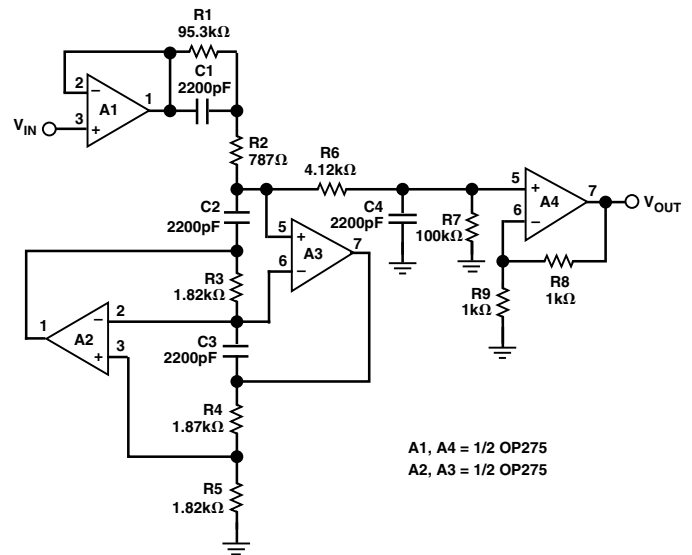 R1
95.3kΩ
C1
2200pF
2
–
A1
1
3
+
VIN
R2
787Ω
R6
4.12kΩ
C2
2200pF
C4
2200pF
R7
100kΩ
5
+
A4
7
6
–
VOUT
R8
1kΩ
R9
1kΩ
5
+
A3
7
6
–
R3
1.82kΩ
1
A2
–
2
+
3
C3
2200pF
R4
1.87kΩ
R5
1.82kΩ
A1, A4 = 1/2 OP275
A2, A3 = 1/2 OP275